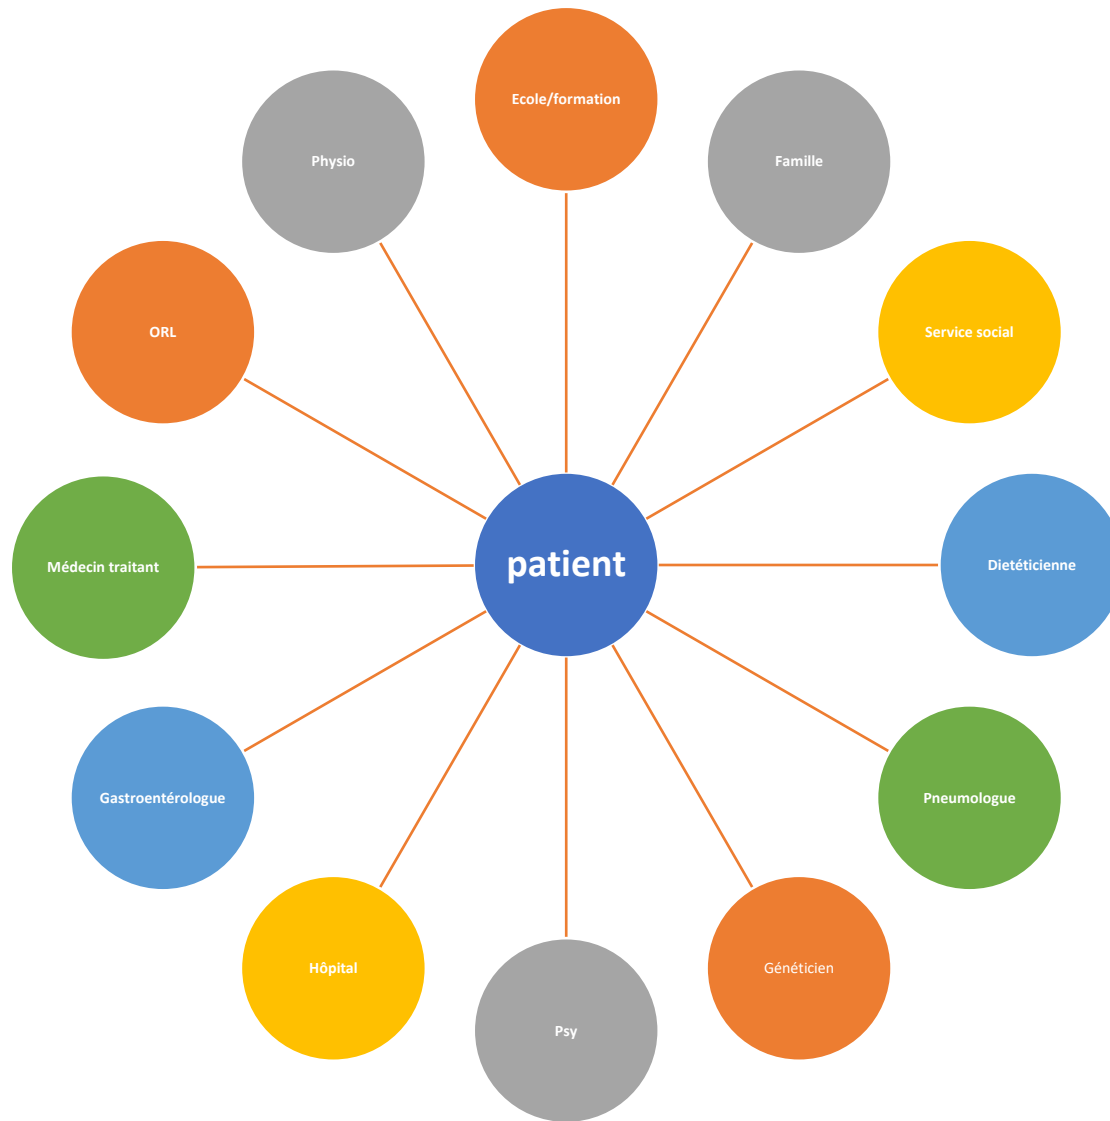 Ecole/formation
Physio
Famille
ORL
Service social
patient
Médecin traitant
Dietéticienne
Gastroentérologue
Pneumologue
Hôpital
Généticien
Psy